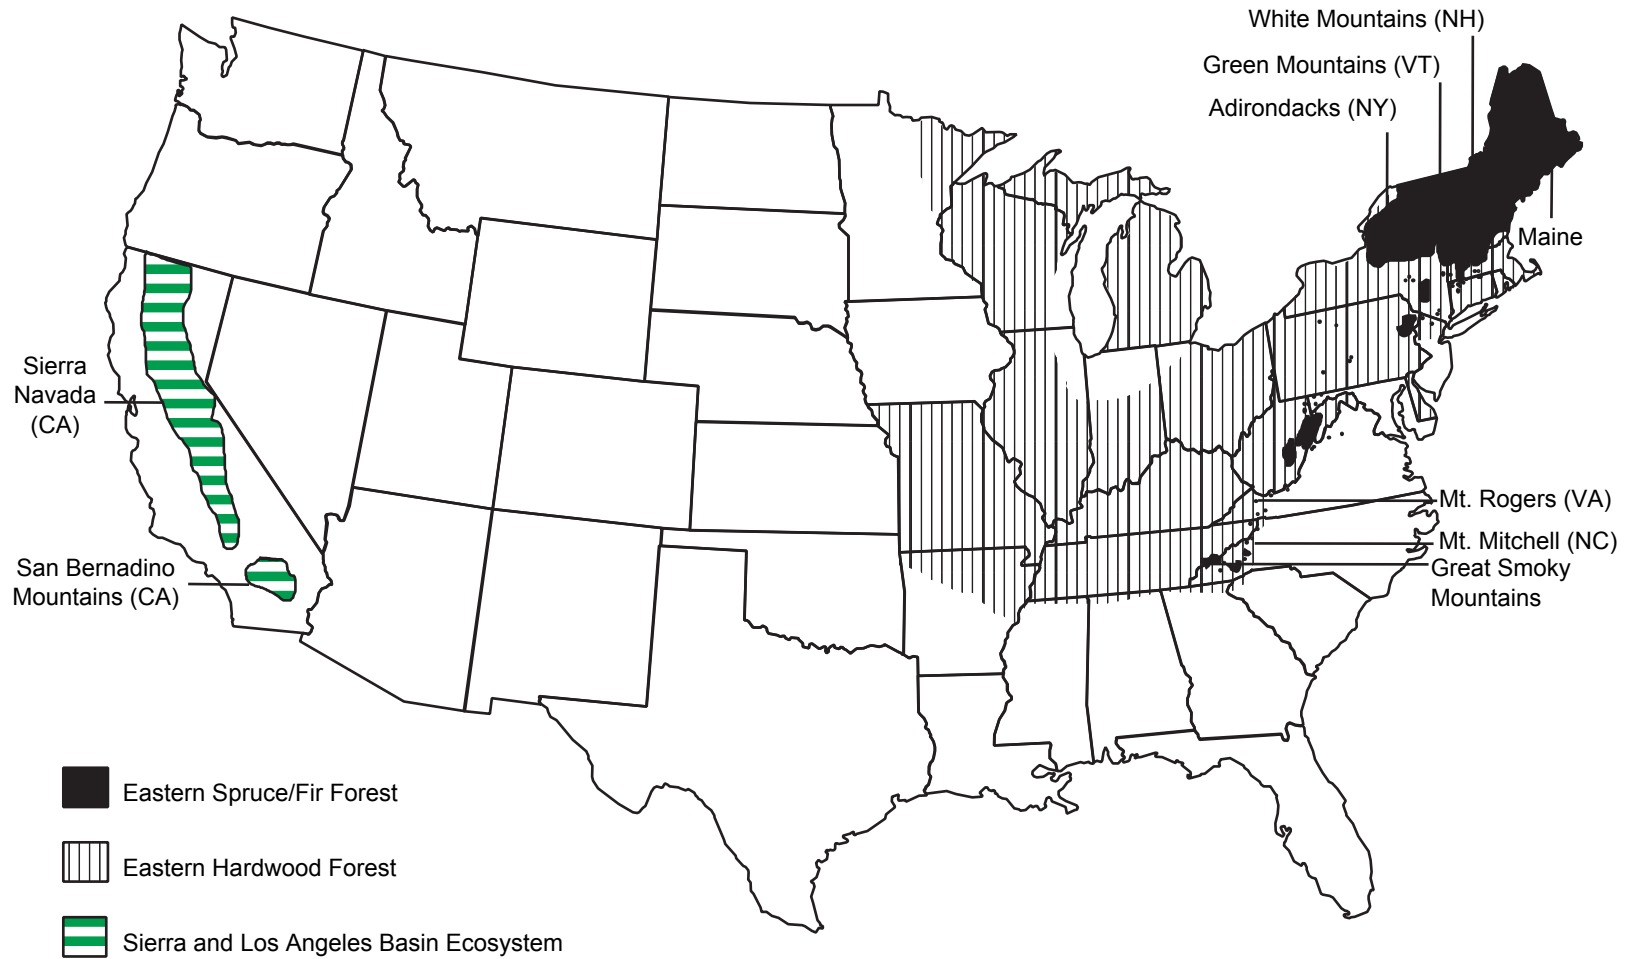 White Mountains (NH)
Green Mountains (VT)
Adirondacks (NY)
Maine
Sierra
Navada
(CA)
San Bernadino
Mountains (CA)
Mt. Rogers (VA)
Mt. Mitchell (NC)
Great Smoky
Mountains
Eastern Spruce/Fir Forest
Eastern Hardwood Forest
Sierra and Los Angeles Basin Ecosystem